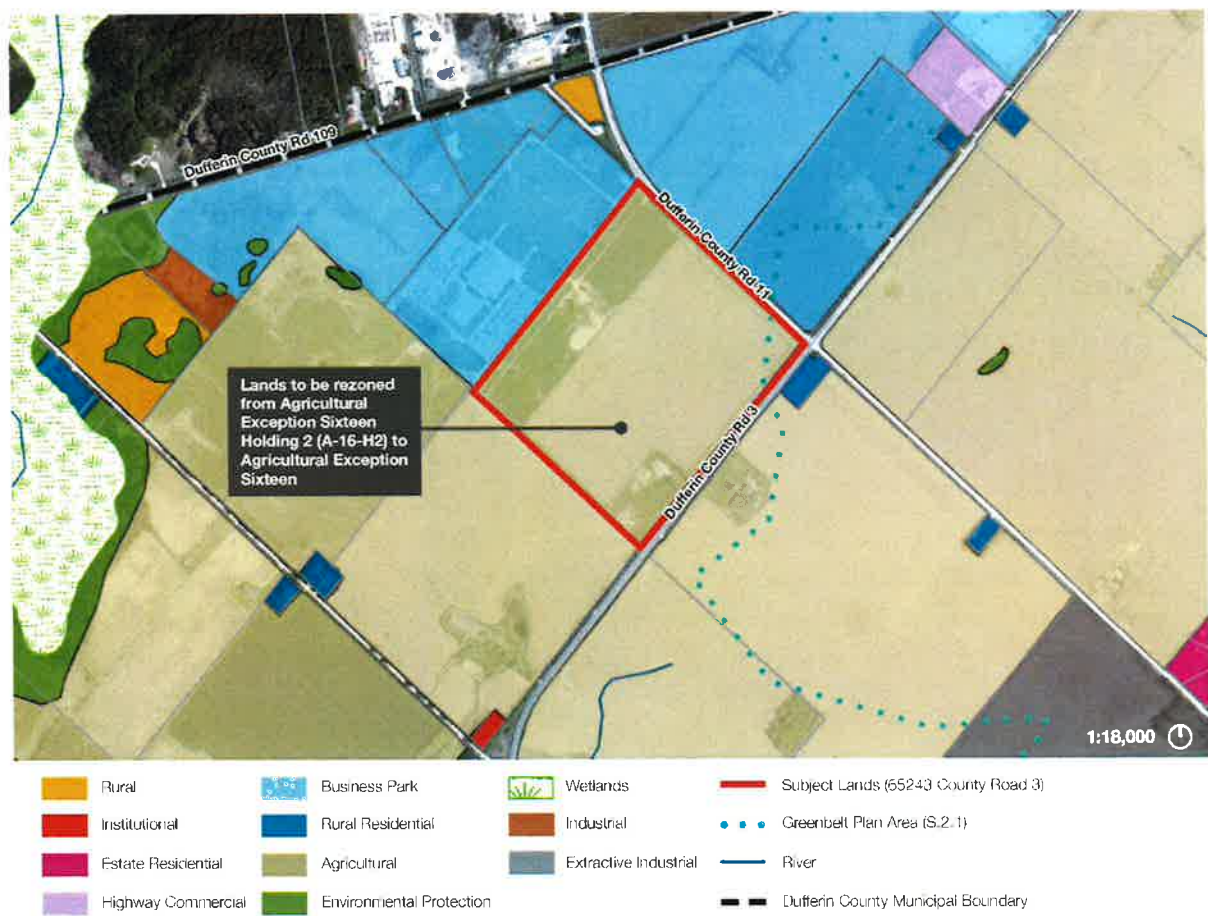 Dufferin County Rd 109
Dufferin County Rd 11
Dufferin County Rd 3
Lands to be rezoned
from Agricultural
Exception Sixteen
Holding 2 (A-16-H2) to
Agricultural Exception
Sixteen
1:18,000
Rural
Business Park
Wetlands
Subject Lands (65243 County Road 3)
Institutional
Rural Residential
Industrial
Greenbelt Plan Area (S.2.1)
Estate Residential
Agricultural
Extractive Industrial
River
Highway Commercial
Environmental Protection
Dufferin County Municipal Boundary